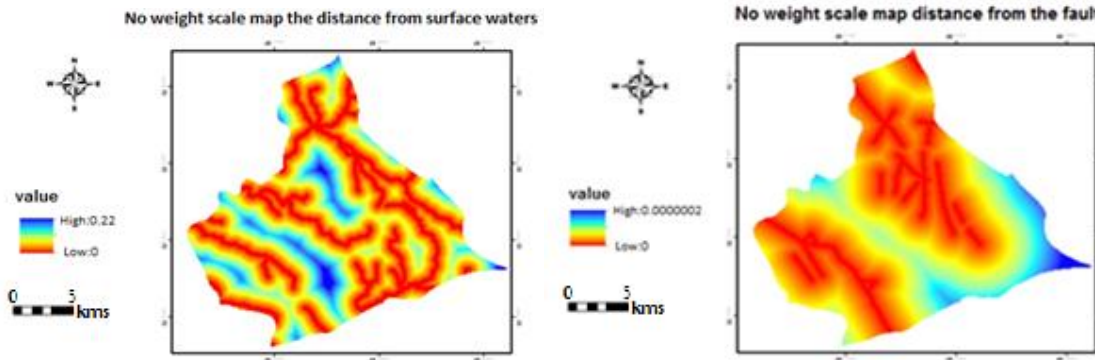 No weight scale map the distance from surface waters
N
W E
S
value
High:0.22
Low:0
0 5
kms
No weight scale map distance from the fault
N
W E
S
value
High:0.0000002
Low:0
0 5
kms